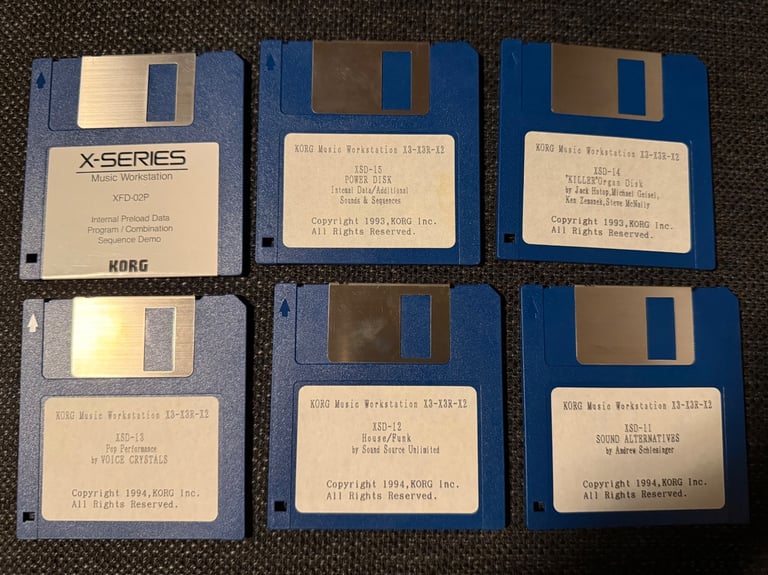 X-SERIES
Music Workstation
XFD-02P
Internal Preload Data
Program / Combination
Sequence Demo
KORG
KORG Music Workstation X3-X3R-X2
XSD-15
POWER DISK
Internal Data/Additional
Sounds & Sequences
Copyright 1993,KORG Inc.
All Rights Reserved.
KORG Music Workstation X3-X3R-X2
XSD-14
"KILLER"Organ Disk
by Jack Hotop,Michael Geisel,
Ken Zemanek,Steve McNally
Copyright 1993,KORG Inc.
All Rights Reserved.
KORG Music Workstation X3-X3R-X2
XSD-13
Pop Performance
by VOICE CRYSTALS
Copyright 1994,KORG Inc.
All Rights Reserved.
KORG Music Workstation X3-X3R-X2
XSD-12
House/Funk
by Sound Source Unlimited
Copyright 1994,KORG Inc.
All Rights Reserved.
KORG Music Workstation X3-X3R-X2
XSD-11
SOUND ALTERNATIVES
by Andrew Schlesinger
Copyright 1994,KORG Inc.
All Rights Reserved.